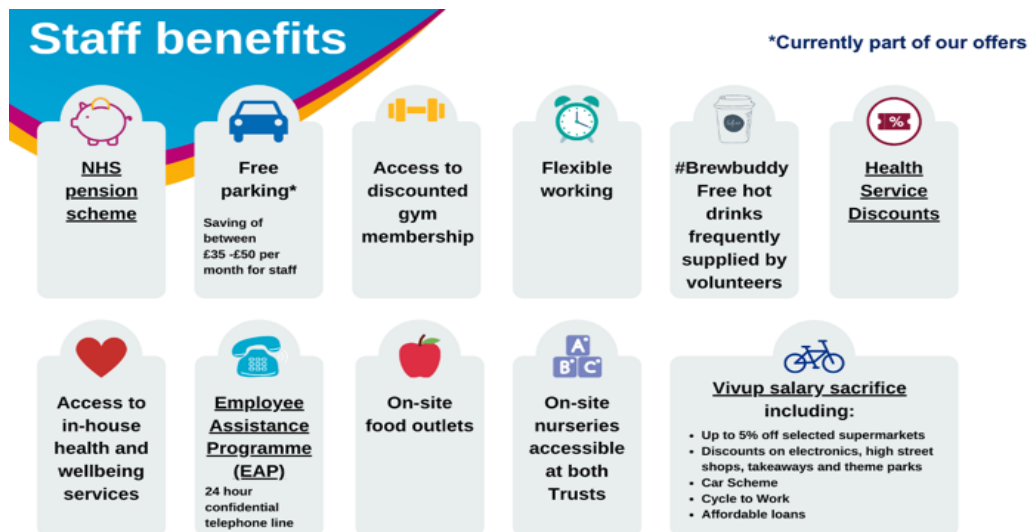 Staff benefits
*Currently part of our offers
NHS
pension
scheme
Free
parking*
Saving of
between
£35 -£50 per
month for staff
Access to
discounted
gym
membership
Flexible
working
#Brewbuddy
Free hot
drinks
frequently
supplied by
volunteers
%
Health
Service
Discounts
Access to
in-house
health and
wellbeing
services
Employee
Assistance
Programme
(EAP)
24 hour
confidential
telephone line
On-site
food outlets
A
B C
On-site
nurseries
accessible
at both
Trusts
Vivup salary sacrifice
including:
• Up to 5% off selected supermarkets
• Discounts on electronics, high street
shops, takeaways and theme parks
• Car Scheme
• Cycle to Work
• Affordable loans